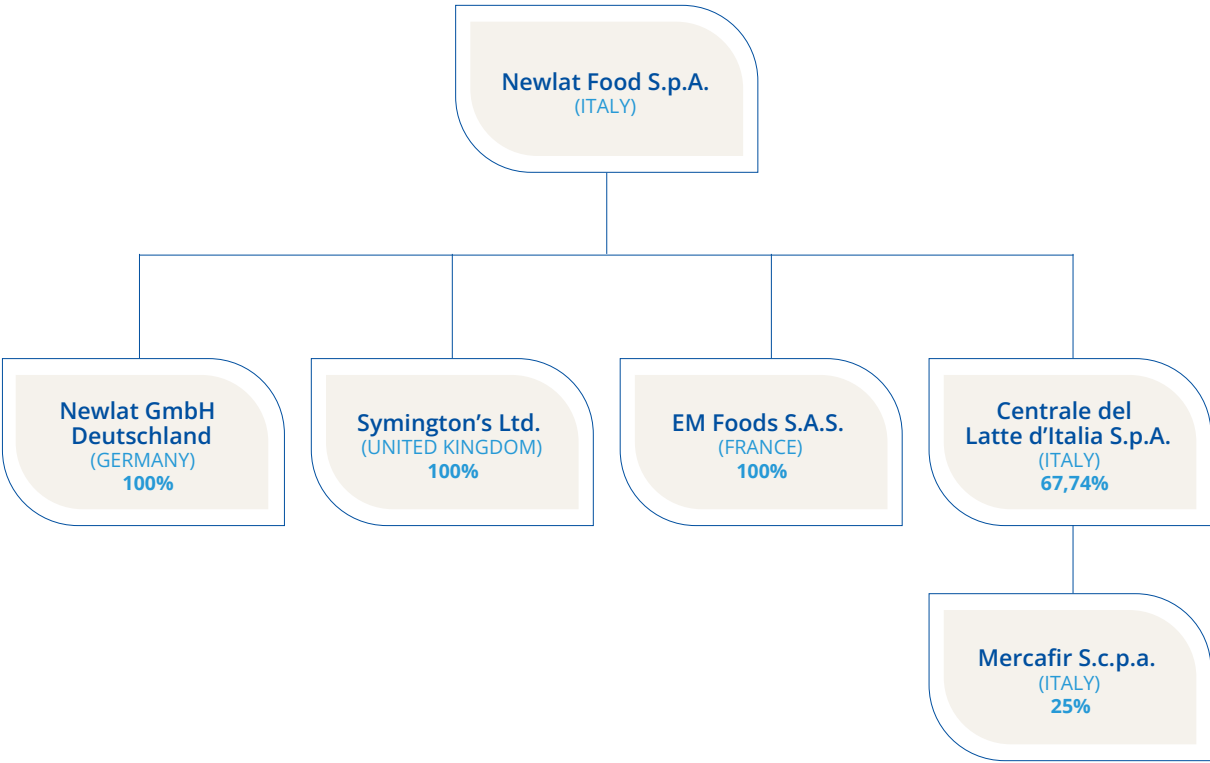 Newlat Food S.p.A.
(ITALY)
Newlat GmbH
Deutschland
(GERMANY)
100%
Symington’s Ltd.
(UNITED KINGDOM)
100%
EM Foods S.A.S.
(FRANCE)
100%
Centrale del
Latte d’Italia S.p.A.
(ITALY)
67,74%
Mercafir S.c.p.a.
(ITALY)
25%